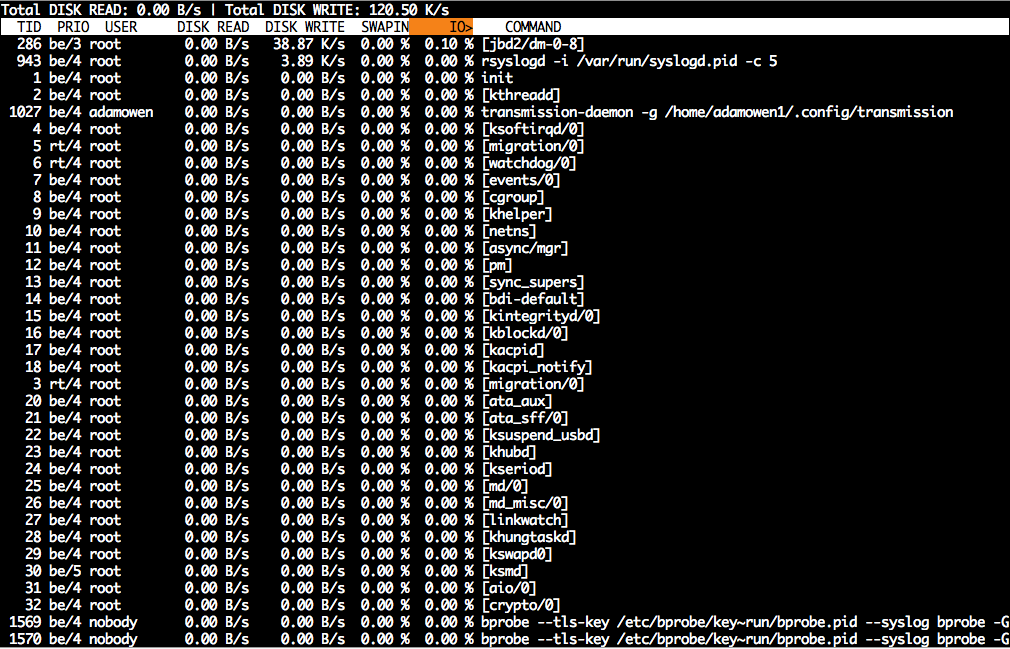 Total DISK READ: 0.00 B/s | Total DISK WRITE: 120.50 K/s
TID PRIO USER DISK READ DISK WRITE SWAPIN IO> COMMAND
286 be/3 root 0.00 B/s 38.87 K/s 0.00 % 0.10 % [jbd2/dm-0-8]
943 be/4 root 0.00 B/s 3.89 K/s 0.00 % 0.00 % rsyslogd -i /var/run/syslogd.pid -c 5
1 be/4 root 0.00 B/s 0.00 B/s 0.00 % 0.00 % init
2 be/4 root 0.00 B/s 0.00 B/s 0.00 % 0.00 % [kthreadd]
1027 be/4 adamowen 0.00 B/s 0.00 B/s 0.00 % 0.00 % transmission-daemon -g /home/adamowen1/.config/transmission
4 be/4 root 0.00 B/s 0.00 B/s 0.00 % 0.00 % [ksoftirqd/0]
5 rt/4 root 0.00 B/s 0.00 B/s 0.00 % 0.00 % [migration/0]
6 rt/4 root 0.00 B/s 0.00 B/s 0.00 % 0.00 % [watchdog/0]
7 be/4 root 0.00 B/s 0.00 B/s 0.00 % 0.00 % [events/0]
8 be/4 root 0.00 B/s 0.00 B/s 0.00 % 0.00 % [cgroup]
9 be/4 root 0.00 B/s 0.00 B/s 0.00 % 0.00 % [khelper]
10 be/4 root 0.00 B/s 0.00 B/s 0.00 % 0.00 % [netns]
11 be/4 root 0.00 B/s 0.00 B/s 0.00 % 0.00 % [async/mgr]
12 be/4 root 0.00 B/s 0.00 B/s 0.00 % 0.00 % [pm]
13 be/4 root 0.00 B/s 0.00 B/s 0.00 % 0.00 % [sync_supers]
14 be/4 root 0.00 B/s 0.00 B/s 0.00 % 0.00 % [bdi-default]
15 be/4 root 0.00 B/s 0.00 B/s 0.00 % 0.00 % [kintegrityd/0]
16 be/4 root 0.00 B/s 0.00 B/s 0.00 % 0.00 % [kblockd/0]
17 be/4 root 0.00 B/s 0.00 B/s 0.00 % 0.00 % [kacpid]
18 be/4 root 0.00 B/s 0.00 B/s 0.00 % 0.00 % [kacpi_notify]
3 rt/4 root 0.00 B/s 0.00 B/s 0.00 % 0.00 % [migration/0]
20 be/4 root 0.00 B/s 0.00 B/s 0.00 % 0.00 % [ata_aux]
21 be/4 root 0.00 B/s 0.00 B/s 0.00 % 0.00 % [ata_sff/0]
22 be/4 root 0.00 B/s 0.00 B/s 0.00 % 0.00 % [ksuspend_usbd]
23 be/4 root 0.00 B/s 0.00 B/s 0.00 % 0.00 % [khubd]
24 be/4 root 0.00 B/s 0.00 B/s 0.00 % 0.00 % [kseriod]
25 be/4 root 0.00 B/s 0.00 B/s 0.00 % 0.00 % [md/0]
26 be/4 root 0.00 B/s 0.00 B/s 0.00 % 0.00 % [md_misc/0]
27 be/4 root 0.00 B/s 0.00 B/s 0.00 % 0.00 % [linkwatch]
28 be/4 root 0.00 B/s 0.00 B/s 0.00 % 0.00 % [khungtaskd]
29 be/4 root 0.00 B/s 0.00 B/s 0.00 % 0.00 % [kswapd0]
30 be/5 root 0.00 B/s 0.00 B/s 0.00 % 0.00 % [ksmd]
31 be/4 root 0.00 B/s 0.00 B/s 0.00 % 0.00 % [aio/0]
32 be/4 root 0.00 B/s 0.00 B/s 0.00 % 0.00 % [crypto/0]
1569 be/4 nobody 0.00 B/s 0.00 B/s 0.00 % 0.00 % bprobe --tls-key /etc/bprobe/key~run/bprobe.pid --syslog bprobe -G
1570 be/4 nobody 0.00 B/s 0.00 B/s 0.00 % 0.00 % bprobe --tls-key /etc/bprobe/key~run/bprobe.pid --syslog bprobe -G